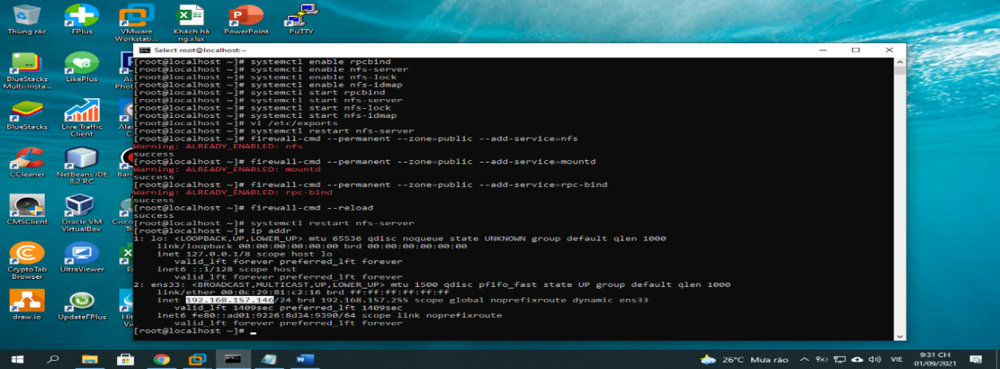 Thùng rác
FPlus
VMware
Workstati...
Khách hà
ng.xlsx
PowerPoint
PuTTY
BlueStacks
Multi-Insta...
LikePlus
Phot
BlueStacks
Live Traffic
Client
CCleaner
NetBeans IDE
8.2 RC
CMSClient
Oracle VM
VirtualBox
CryptoTab
Browser
UltraViewer
draw.io
UpdateFPlus
Select root@localhost:~
[root@localhost ~]# systemctl enable rpcbind
[root@localhost ~]# systemctl enable nfs-server
[root@localhost ~]# systemctl enable nfs-lock
[root@localhost ~]# systemctl enable nfs-idmap
[root@localhost ~]# systemctl start rpcbind
[root@localhost ~]# systemctl start nfs-server
[root@localhost ~]# systemctl start nfs-lock
[root@localhost ~]# systemctl start nfs-idmap
[root@localhost ~]# vi /etc/exports
[root@localhost ~]# systemctl restart nfs-server
[root@localhost ~]# firewall-cmd --permanent --zone=public --add-service=nfs
Warning: ALREADY_ENABLED: nfs
success
[root@localhost ~]# firewall-cmd --permanent --zone=public --add-service=mountd
Warning: ALREADY_ENABLED: mountd
success
[root@localhost ~]# firewall-cmd --permanent --zone=public --add-service=rpc-bind
Warning: ALREADY_ENABLED: rpc-bind
success
[root@localhost ~]# firewall-cmd --reload
success
[root@localhost ~]# systemctl restart nfs-server
[root@localhost ~]# ip addr
1: lo: <LOOPBACK,UP,LOWER_UP> mtu 65536 qdisc noqueue state UNKNOWN group default qlen 1000
link/loopback 00:00:00:00:00:00 brd 00:00:00:00:00:00
inet 127.0.0.1/8 scope host lo
valid_lft forever preferred_lft forever
inet6 ::1/128 scope host
valid_lft forever preferred_lft forever
2: ens33: <BROADCAST,MULTICAST,UP,LOWER_UP> mtu 1500 qdisc pfifo_fast state UP group default qlen 1000
link/ether 00:0c:29:81:c2:16 brd ff:ff:ff:ff:ff:ff
inet 192.168.157.146/24 brd 192.168.157.255 scope global noprefixroute dynamic ens33
valid_lft 1409sec preferred_lft 1409sec
inet6 fe80::ad01:9226:8d34:9390/64 scope link noprefixroute
valid_lft forever preferred_lft forever
[root@localhost ~]#
26°C Mưa rào
VIE
9:31 CH
01/09/2021